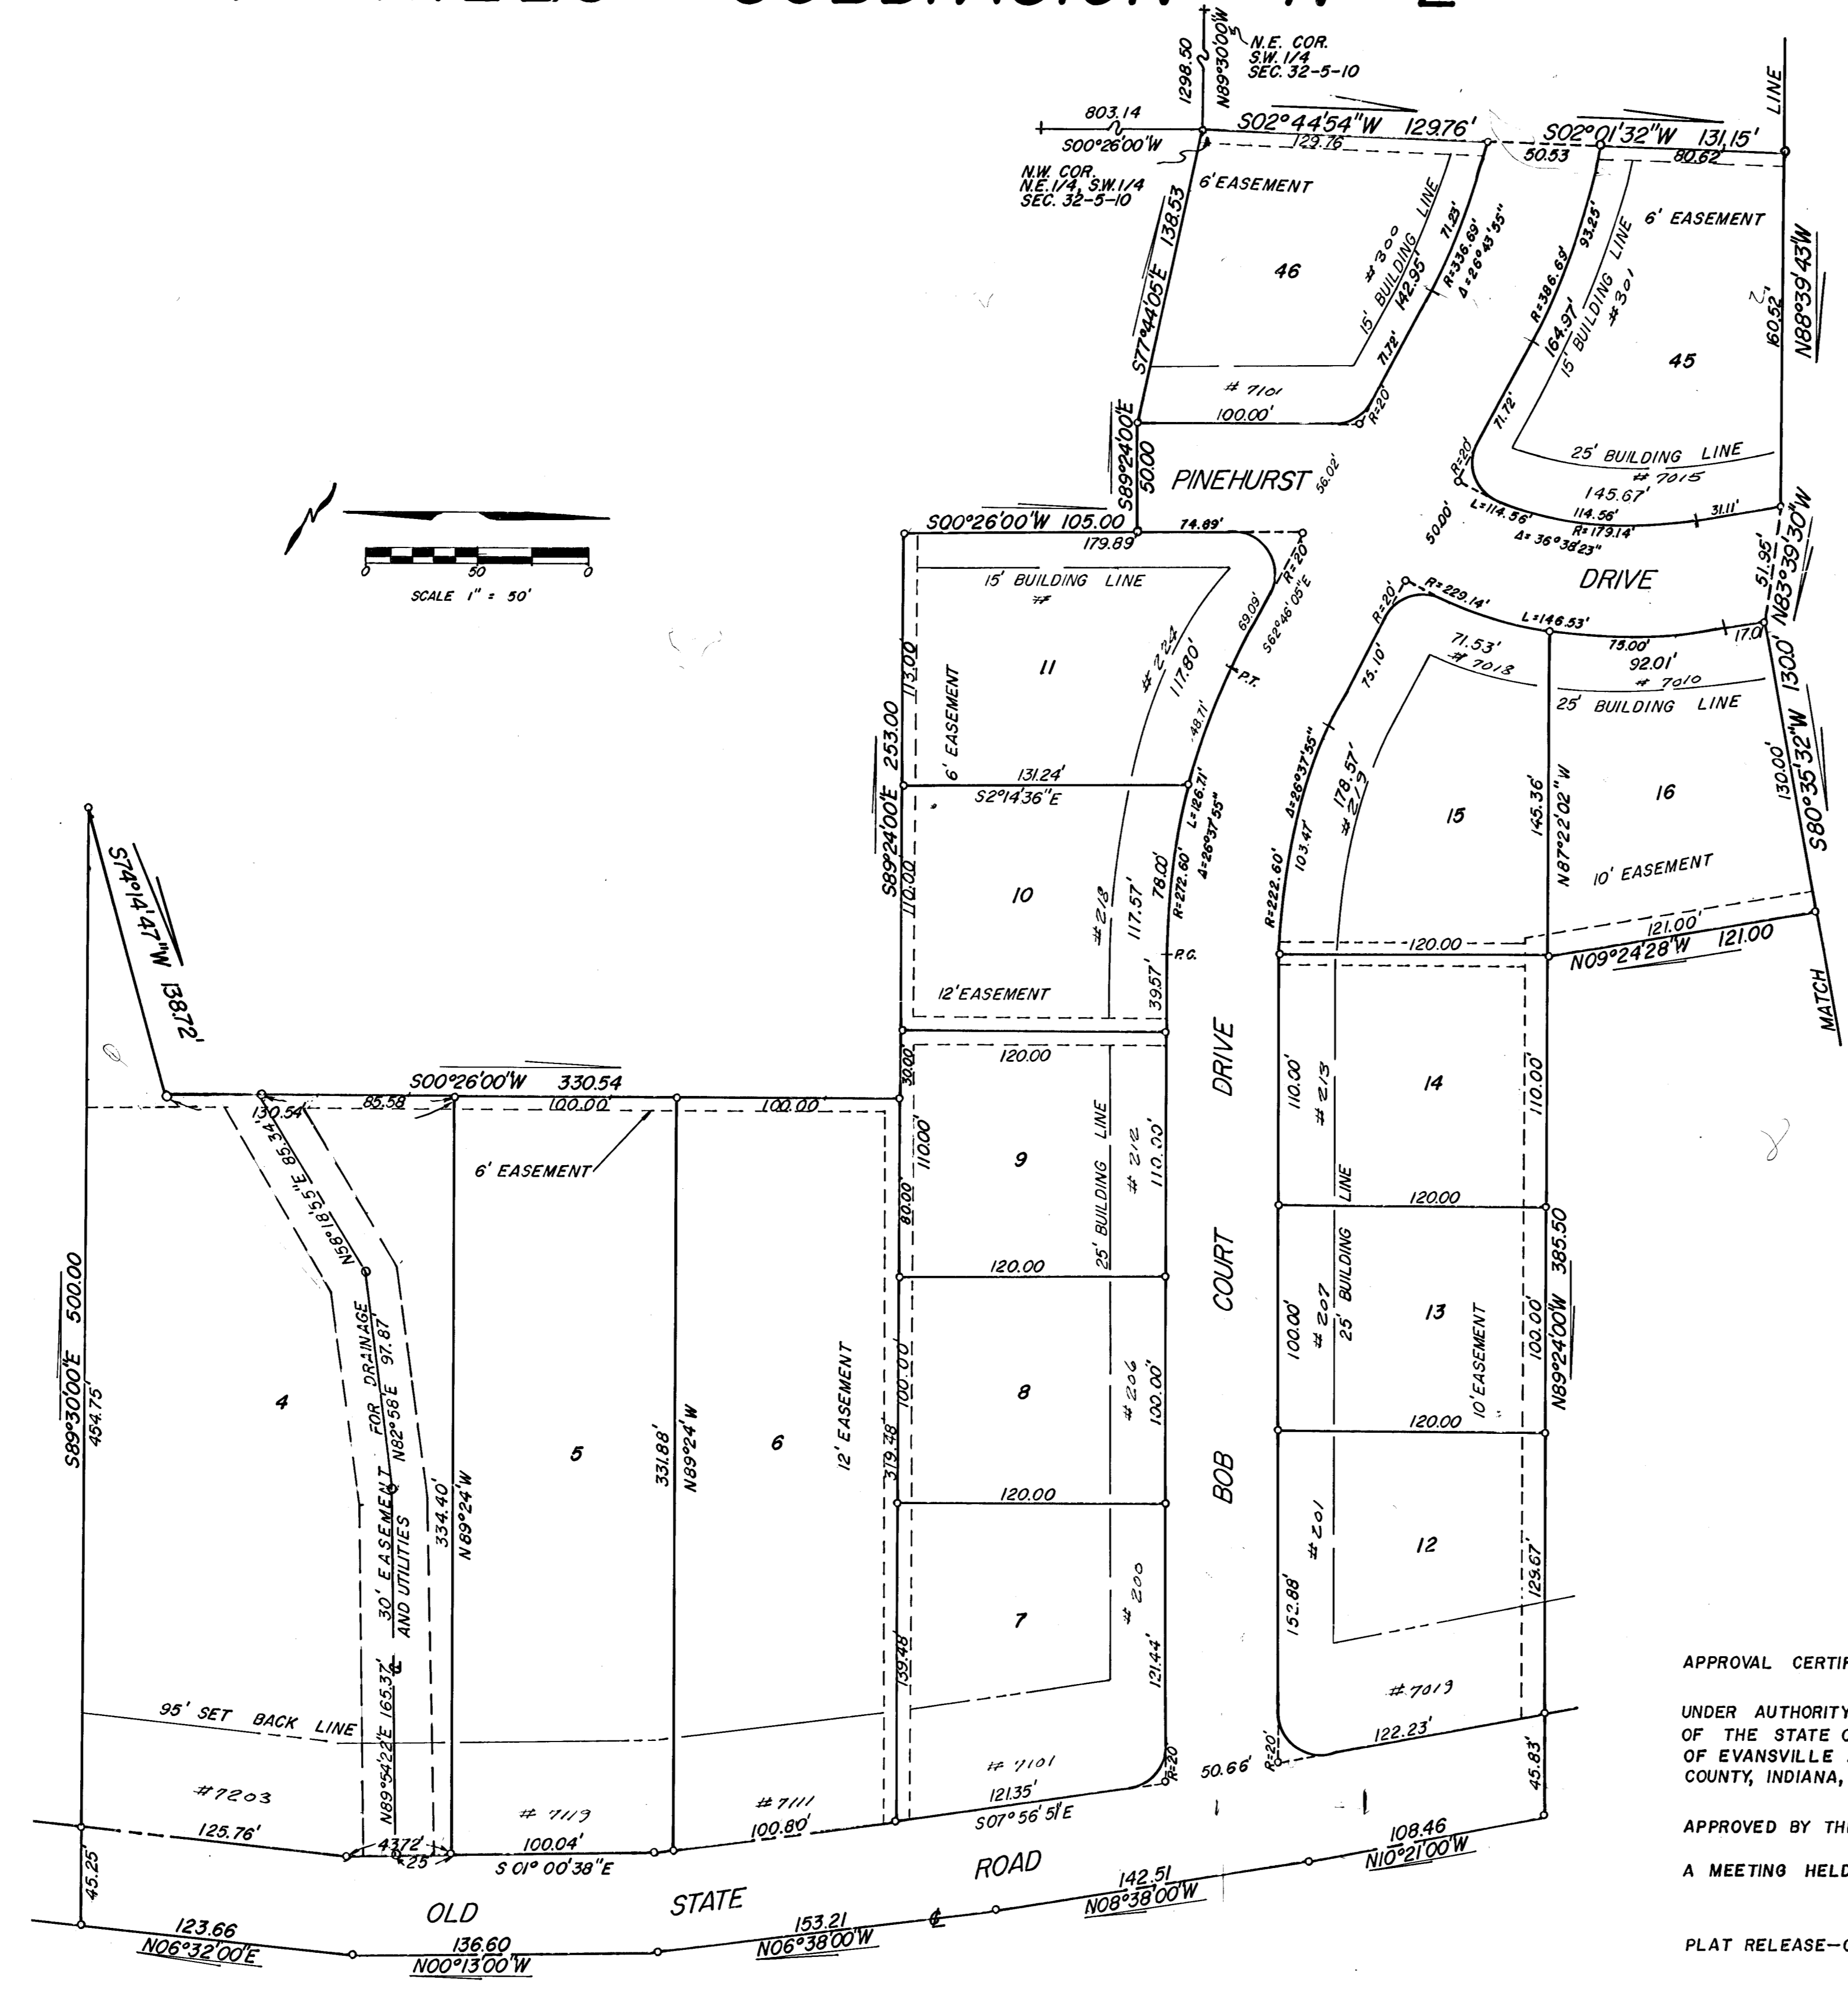 SUBDIVISION
1298.50
N89°30'00"W
N.E. COR.
S.W. 1/4
SEC. 32-5-10
803.14
S00°26'00"W
N.W. COR.
N.E. 1/4, S.W. 1/4
SEC. 32-5-10
S02°44'54"W 129.76'
129.76
50.53
S02°01'32"W 131.15'
80.62
LINE
6' EASEMENT
S77°44'05"E 138.53
46
# 300
15' BUILDING LINE
142.95'
71.23'
R=336.69'
Δ=26°43'55"
71.72'
R=20'
# 7101
100.00'
93.25'
R=386.69'
164.97'
15' BUILDING LINE
# 301
6' EASEMENT
45
160.52'
N88°39'43"W
71.72'
R=20'
25' BUILDING LINE
# 7015
145.67'
L=114.56'
114.56'
31.11'
R=179.14'
Δ= 36°38'23"
S89°24'00"E
50.00
PINEHURST
56.02'
50.00'
DRIVE
51.95'
N83°39'30"W
S00°26'00"W 105.00
179.89
74.89'
R=20'
15' BUILDING LINE
#
0 50 0
SCALE 1" = 50'
69.09'
S62°46'05"E
P.T.
11
# 224
117.80'
48.71'
113.00'
6' EASEMENT
S89°24'00"E 253.00
131.24'
S2°14'36"E
L=126.71'
Δ=26°37'55"
R=272.60'
78.00'
R=20'
R=229.14'
L=146.53'
75.00'
17.01'
71.53'
# 7018
92.01'
# 7010
25' BUILDING LINE
75.10'
Δ=26°37'55"
178.57'
# 219
103.47'
R=222.60'
15
145.36'
N87°22'02"W
16
10' EASEMENT
130.00'
S80°35'32"W 130.0'
121.00'
N09°24'28"W 121.00
MATCH
120.00
110.00
10
# 218
117.57'
39.57'
P.C.
12' EASEMENT
120.00
S74°14'47"W 138.72'
S00°26'00"W 330.54
130.54'
85.58'
100.00'
100.00'
6' EASEMENT
N58°18'55"E 85.34'
30.00'
110.00'
80.00'
9
25' BUILDING LINE
# 212
110.00'
DRIVE
110.00'
# 213
14
110.00'
120.00
120.00
S89°30'00"E 500.00
454.75'
4
30' EASEMENT FOR DRAINAGE
AND UTILITIES
N82°58'E 97.87'
334.40'
N89°24'W
5
331.88'
N89°24'W
6
12' EASEMENT
100.00'
319.48'
8
# 206
100.00"
COURT
100.00'
# 207
25' BUILDING LINE
13
10' EASEMENT
100.00'
N89°24'00"W 385.50
120.00
120.00
BOB
7
# 200
139.48'
121.44'
# 201
12
152.88'
129.67'
95' SET BACK LINE
N89°54'22"E 165.37'
#7203
# 7119
# 7111
# 7101
# 7019
125.76'
43.72'
25
100.04'
S 01° 00'38"E
100.80'
121.35'
S07°56'51"E
R=20'
50.66'
R=20'
122.23'
45.83'
45.25'
OLD STATE ROAD
123.66
N06°32'00"E
136.60
N00°13'00"W
153.21
N06°38'00"W
142.51
N08°38'00"W
108.46
N10°21'00"W
APPROVAL
UNDER AUTHORITY
OF THE STATE
OF EVANSVILLE
COUNTY, INDIANA,
APPROVED BY
A MEETING HELD
PLAT RELEASE—